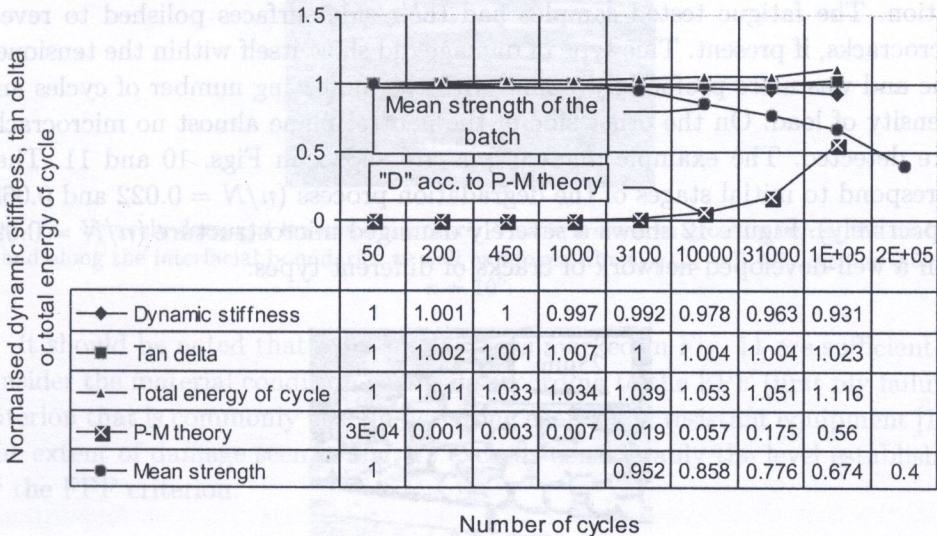 Normalised dynamic stiffness, tan delta
or total energy of cycle
1.5
1
0.5
0
Mean strength of the
batch
"D" acc. to P-M theory
50 200 450 1000 3100 10000 31000 1E+05 2E+05
Dynamic stiffness 1 1.001 1 0.997 0.992 0.978 0.963 0.931
Tan delta 1 1.002 1.001 1.007 1 1.004 1.004 1.023
Total energy of cycle 1 1.011 1.033 1.034 1.039 1.053 1.051 1.116
P-M theory 3E-04 0.001 0.003 0.007 0.019 0.057 0.175 0.56
Mean strength 1 0.952 0.858 0.776 0.674 0.4
Number of cycles